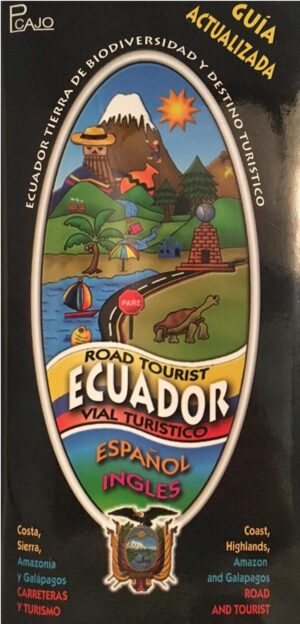 PCAJO
GUÍA
ACTUALIZADA
ECUADOR TIERRA DE BIODIVERSIDAD Y DESTINO TURISTICO
PARE
ROAD TOURIST
ECUADOR
VIAL TURISTICO
ESPAÑOL
INGLES
Costa,
Sierra,
Amazonía
y Galápagos
CARRETERAS
y TURISMO
Coast,
Highlands,
Amazon
and Galapagos
ROAD
AND TOURIST